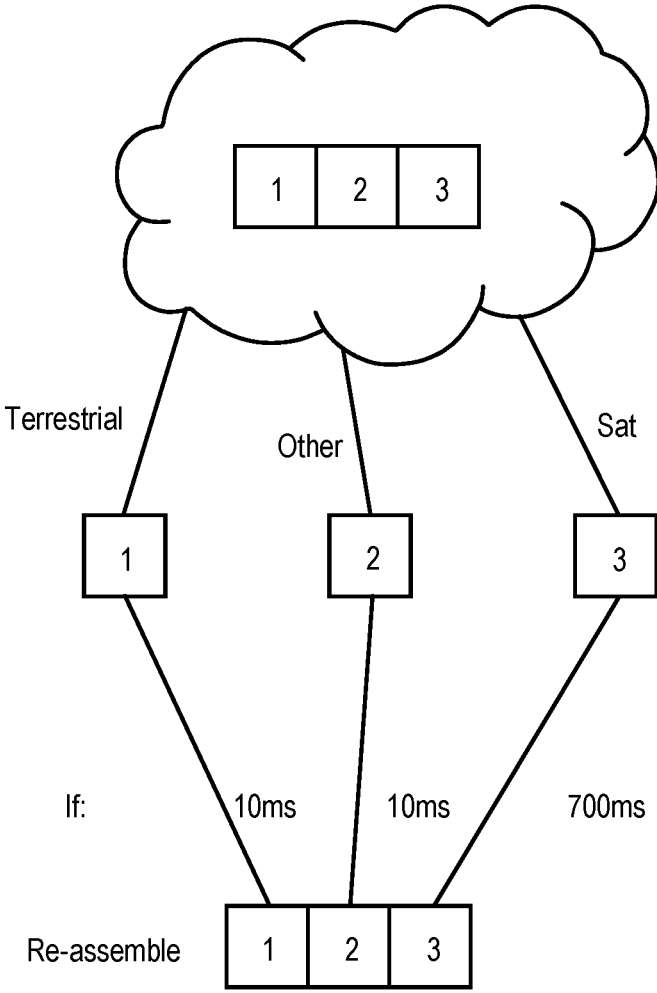 1 2 3
Terrestrial
Other
Sat
1 2 3
If: 10ms 10ms 700ms
Re-assemble 1 2 3